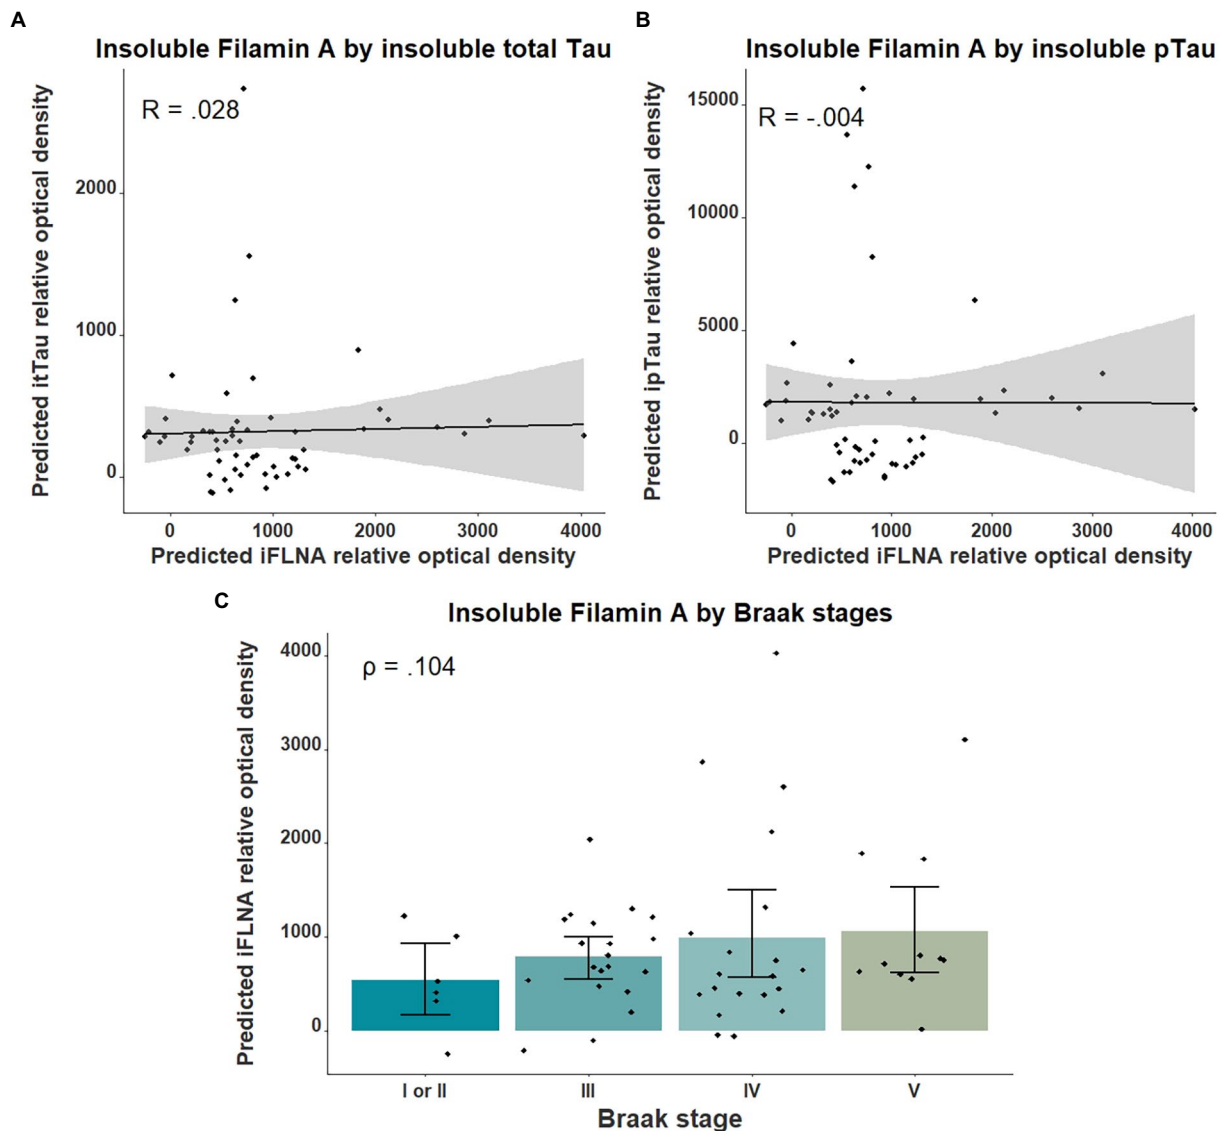 A
Insoluble Filamin A by insoluble total Tau
R = .028
Predicted itTau relative optical density
2000
1000
0
0 1000 2000 3000 4000
Predicted iFLNA relative optical density
B
Insoluble Filamin A by insoluble pTau
R = -.004
Predicted ipTau relative optical density
15000
10000
5000
0
0 1000 2000 3000 4000
Predicted iFLNA relative optical density
C
Insoluble Filamin A by Braak stages
ρ = .104
Predicted iFLNA relative optical density
4000
3000
2000
1000
0
I or II III IV V
Braak stage